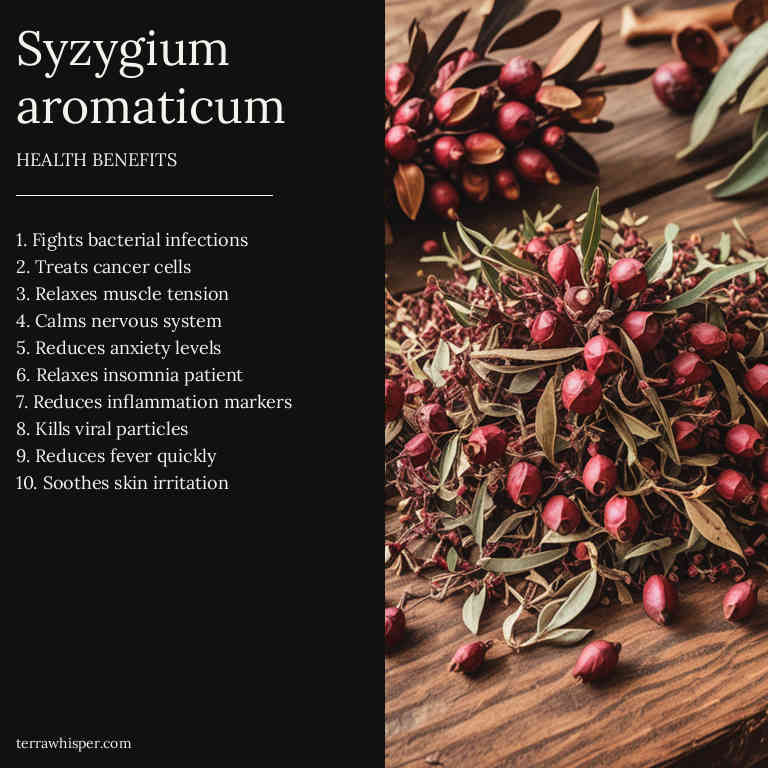 Syzygium
aromaticum
HEALTH BENEFITS
1. Fights bacterial infections
2. Treats cancer cells
3. Relaxes muscle tension
4. Calms nervous system
5. Reduces anxiety levels
6. Relaxes insomnia patient
7. Reduces inflammation markers
8. Kills viral particles
9. Reduces fever quickly
10. Soothes skin irritation
terrawhisper.com